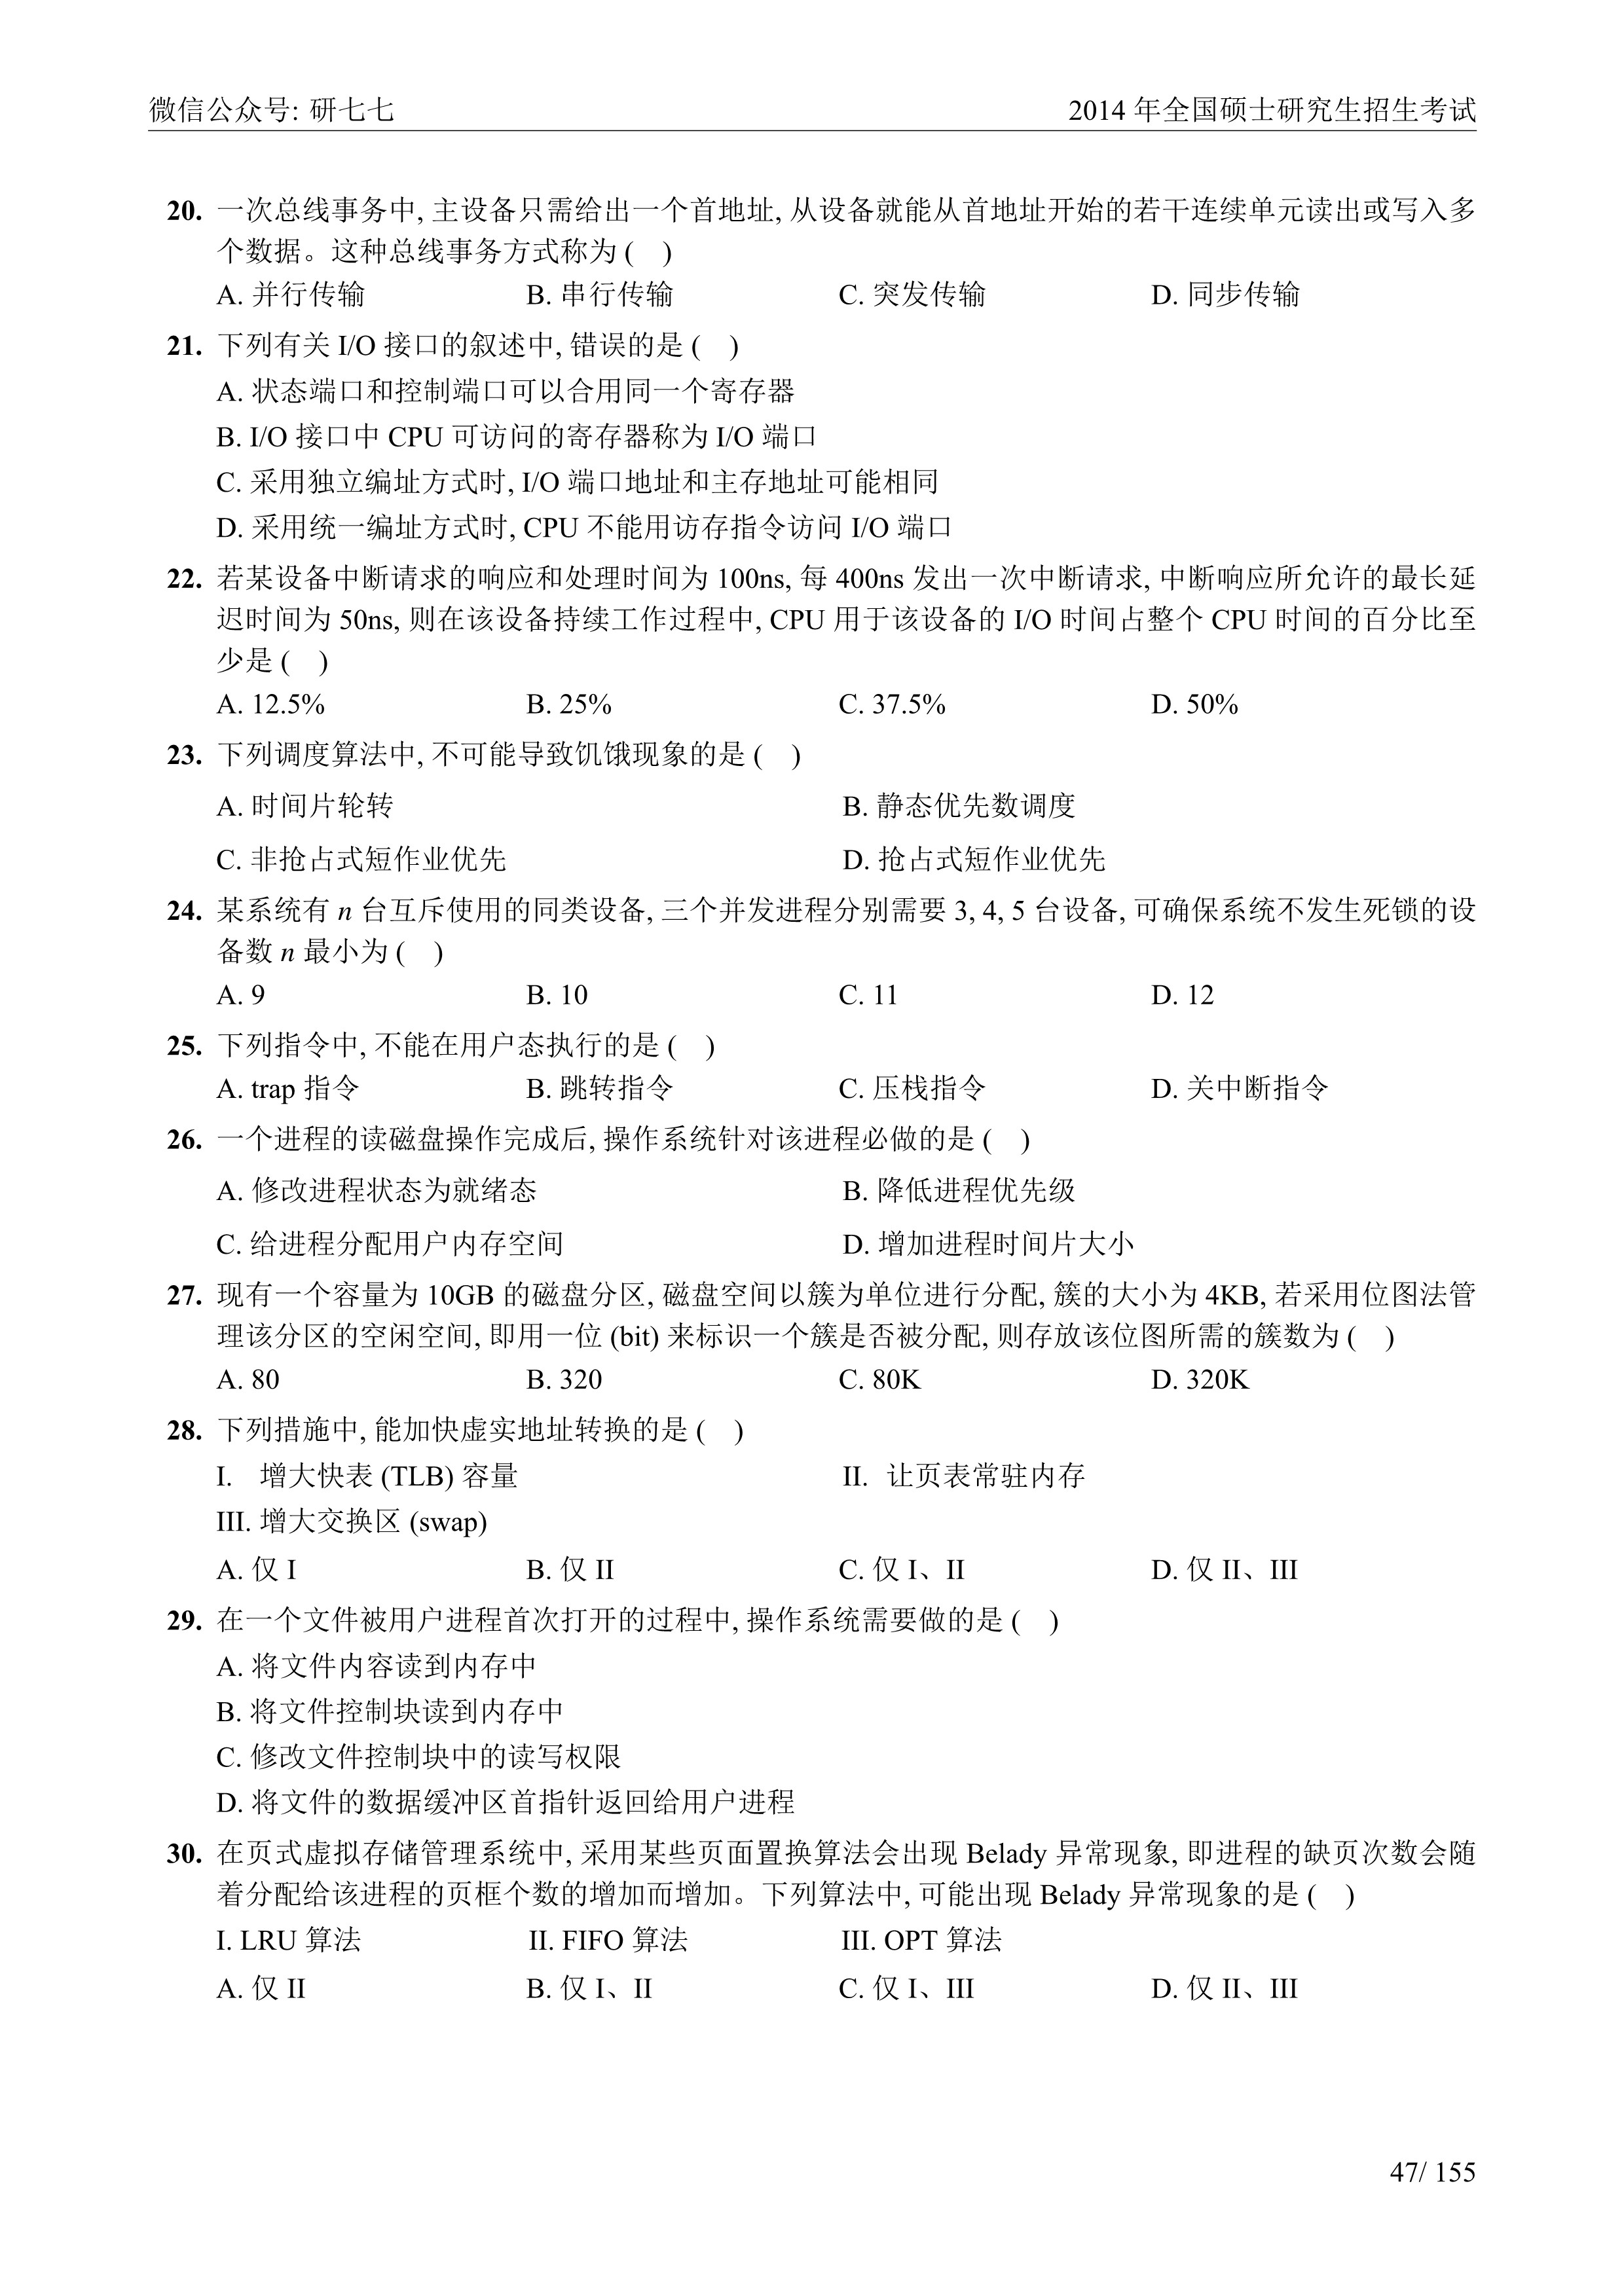 微信公众号: 研七七
2014 年全国硕士研究生招生考试
20. 一次总线事务中, 主设备只需给出一个首地址, 从设备就能从首地址开始的若干连续单元读出或写入多
个数据。这种总线事务方式称为 ( )
A. 并行传输 B. 串行传输 C. 突发传输 D. 同步传输
21. 下列有关 I/O 接口的叙述中, 错误的是 ( )
A. 状态端口和控制端口可以合用同一个寄存器
B. I/O 接口中 CPU 可访问的寄存器称为 I/O 端口
C. 采用独立编址方式时, I/O 端口地址和主存地址可能相同
D. 采用统一编址方式时, CPU 不能用访存指令访问 I/O 端口
22. 若某设备中断请求的响应和处理时间为 100ns, 每 400ns 发出一次中断请求, 中断响应所允许的最长延
迟时间为 50ns, 则在该设备持续工作过程中, CPU 用于该设备的 I/O 时间占整个 CPU 时间的百分比至
少是 ( )
A. 12.5% B. 25% C. 37.5% D. 50%
23. 下列调度算法中, 不可能导致饥饿现象的是 ( )
A. 时间片轮转 B. 静态优先数调度
C. 非抢占式短作业优先 D. 抢占式短作业优先
24. 某系统有 n 台互斥使用的同类设备, 三个并发进程分别需要 3, 4, 5 台设备, 可确保系统不发生死锁的设
备数 n 最小为 ( )
A. 9 B. 10 C. 11 D. 12
25. 下列指令中, 不能在用户态执行的是 ( )
A. trap 指令 B. 跳转指令 C. 压栈指令 D. 关中断指令
26. 一个进程的读磁盘操作完成后, 操作系统针对该进程必做的是 ( )
A. 修改进程状态为就绪态 B. 降低进程优先级
C. 给进程分配用户内存空间 D. 增加进程时间片大小
27. 现有一个容量为 10GB 的磁盘分区, 磁盘空间以簇为单位进行分配, 簇的大小为 4KB, 若采用位图法管
理该分区的空闲空间, 即用一位 (bit) 来标识一个簇是否被分配, 则存放该位图所需的簇数为 ( )
A. 80 B. 320 C. 80K D. 320K
28. 下列措施中, 能加快虚实地址转换的是 ( )
I. 增大快表 (TLB) 容量 II. 让页表常驻内存
III. 增大交换区 (swap)
A. 仅 I B. 仅 II C. 仅 I、II D. 仅 II、III
29. 在一个文件被用户进程首次打开的过程中, 操作系统需要做的是 ( )
A. 将文件内容读到内存中
B. 将文件控制块读到内存中
C. 修改文件控制块中的读写权限
D. 将文件的数据缓冲区首指针返回给用户进程
30. 在页式虚拟存储管理系统中, 采用某些页面置换算法会出现 Belady 异常现象, 即进程的缺页次数会随
着分配给该进程的页框个数的增加而增加。下列算法中, 可能出现 Belady 异常现象的是 ( )
I. LRU 算法 II. FIFO 算法 III. OPT 算法
A. 仅 II B. 仅 I、II C. 仅 I、III D. 仅 II、III
47/ 155